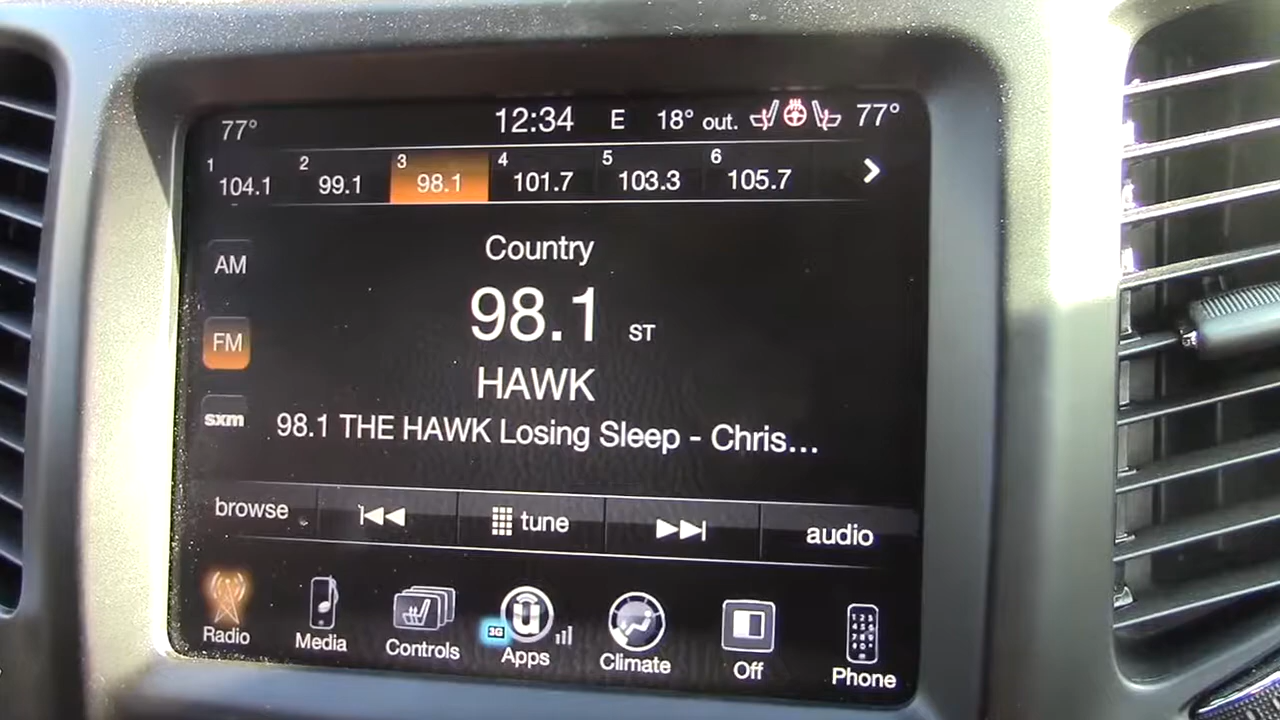 77° 12:34 E 18° out. 77°
1 104.1 2 99.1 3 98.1 4 101.7 5 103.3 6 105.7
Country
AM
98.1 ST
FM
HAWK
sxm
98.1 THE HAWK Losing Sleep - Chris...
browse tune audio
3G
Radio Media Controls Apps Climate Off Phone